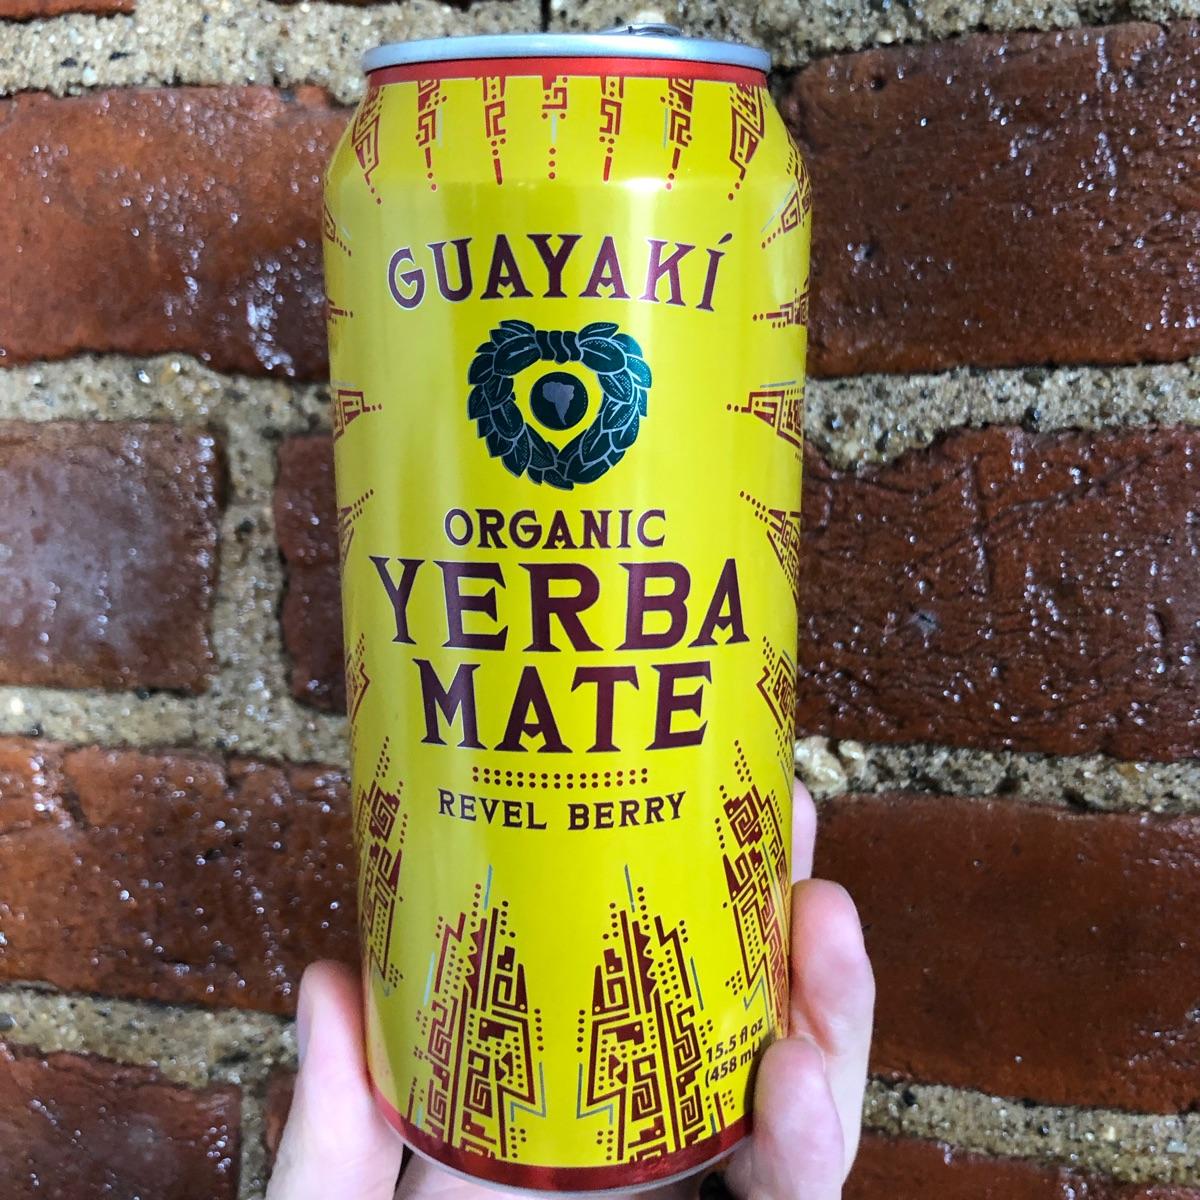 GUAYAKÍ
ORGANIC
YERBA
MATE
REVEL BERRY
15.5 fl oz
(458 mL)